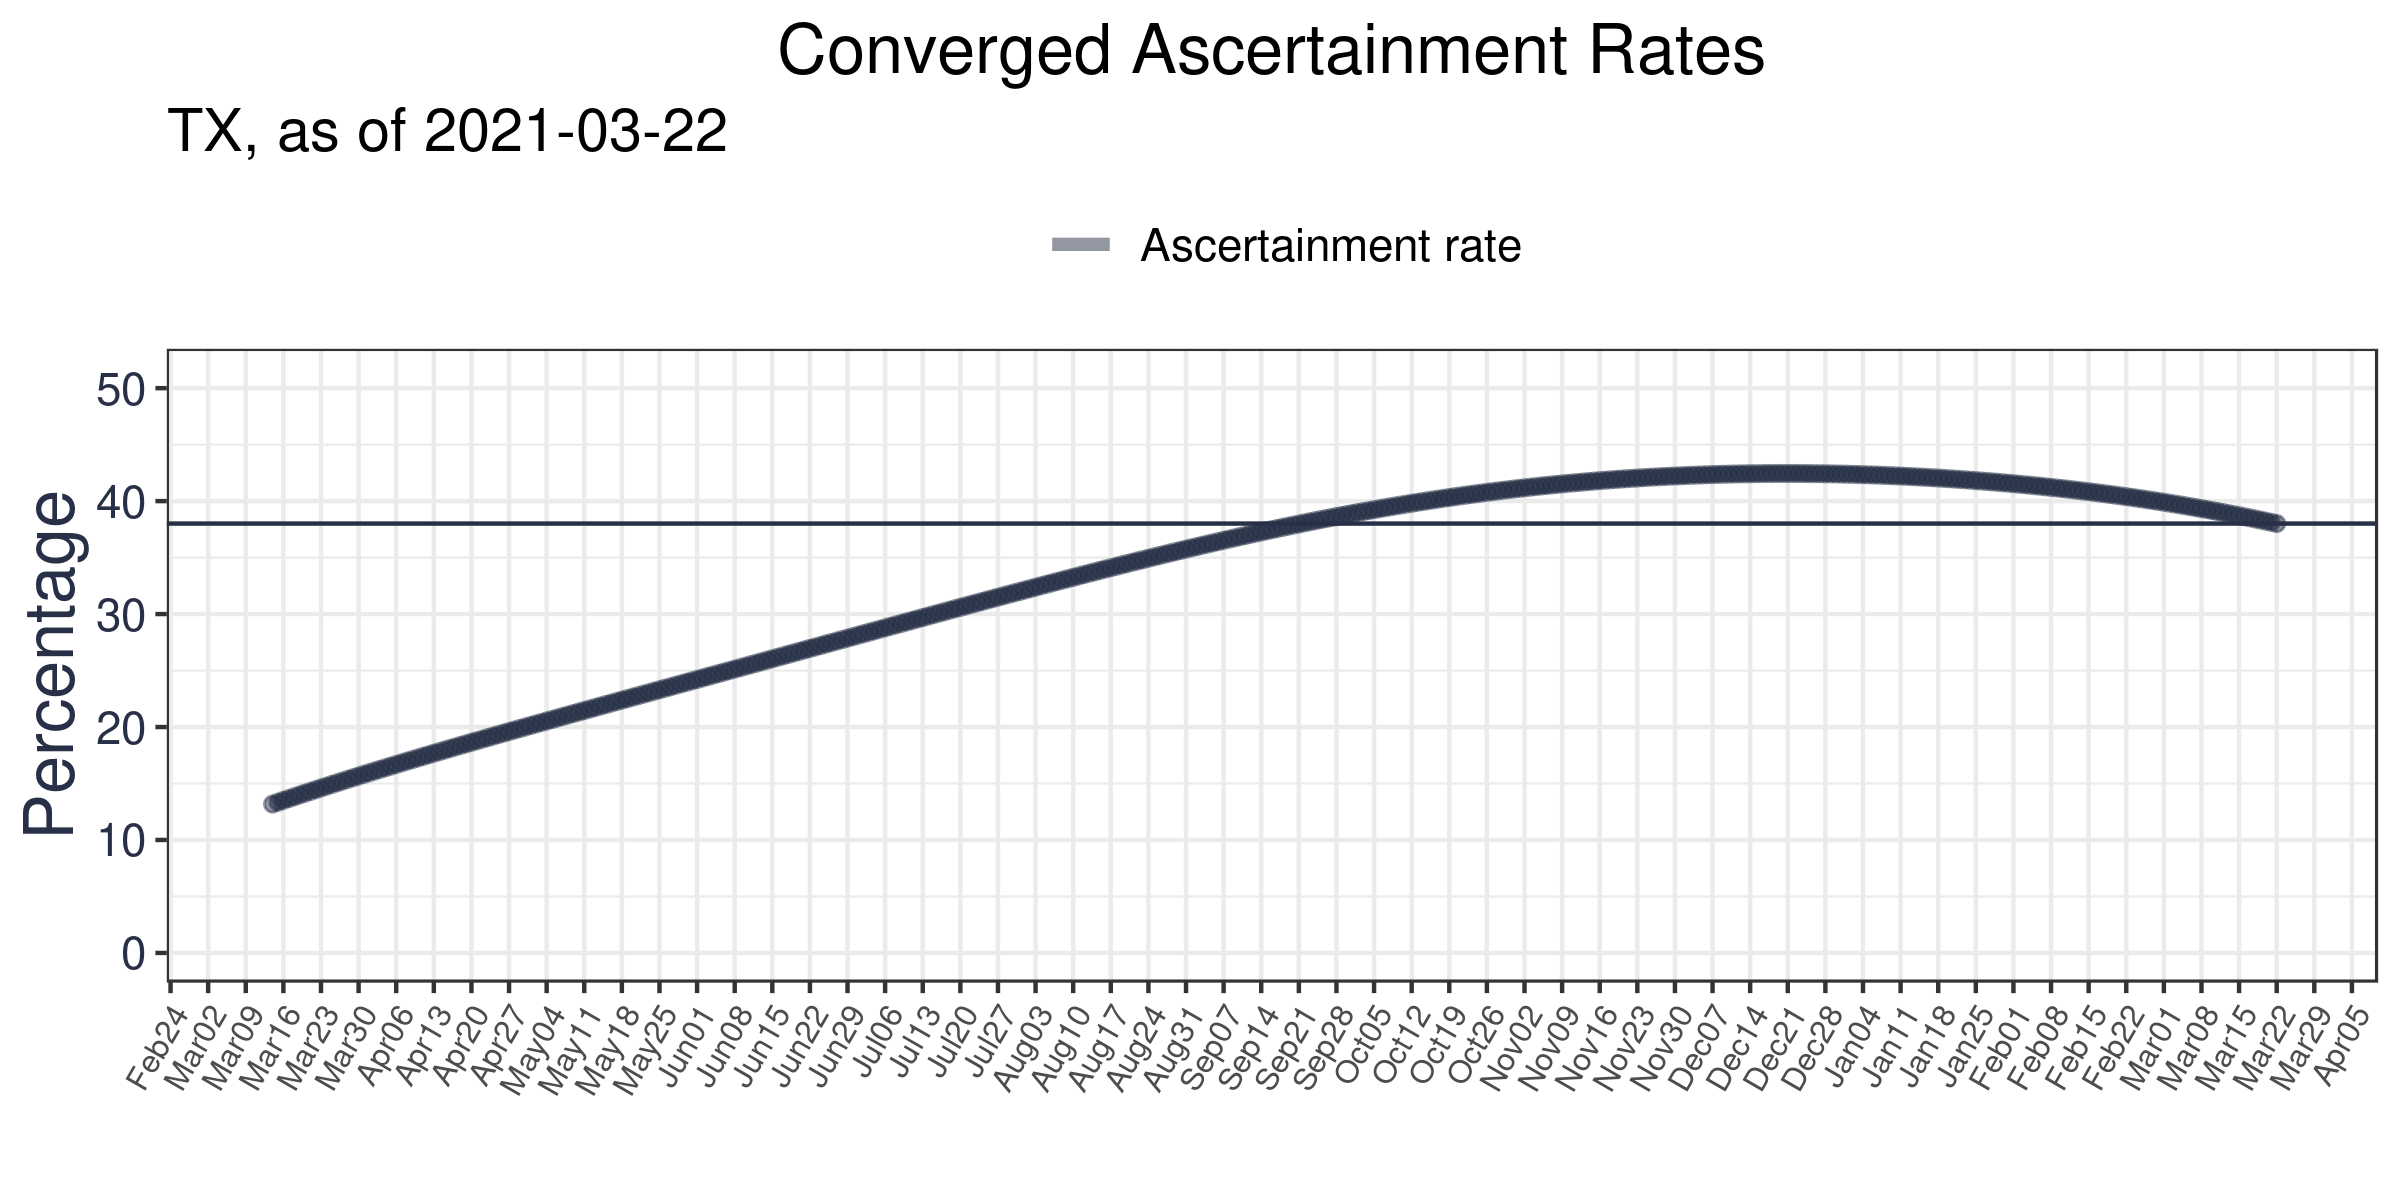 Converged Ascertainment Rates
TX, as of 2021-03-22
Ascertainment rate
Percentage
50
40
30
20
10
0
Feb24 Mar02 Mar09 Mar16 Mar23 Mar30 Apr06 Apr13 Apr20 Apr27 May04 May11 May18 May25 Jun01 Jun08 Jun15 Jun22 Jun29 Jul06 Jul13 Jul20 Jul27 Aug03 Aug10 Aug17 Aug24 Aug31 Sep07 Sep14 Sep21 Sep28 Oct05 Oct12 Oct19 Oct26 Nov02 Nov09 Nov16 Nov23 Nov30 Dec07 Dec14 Dec21 Dec28 Jan04 Jan11 Jan18 Jan25 Feb01 Feb08 Feb15 Feb22 Mar01 Mar08 Mar15 Mar22 Mar29 Apr05